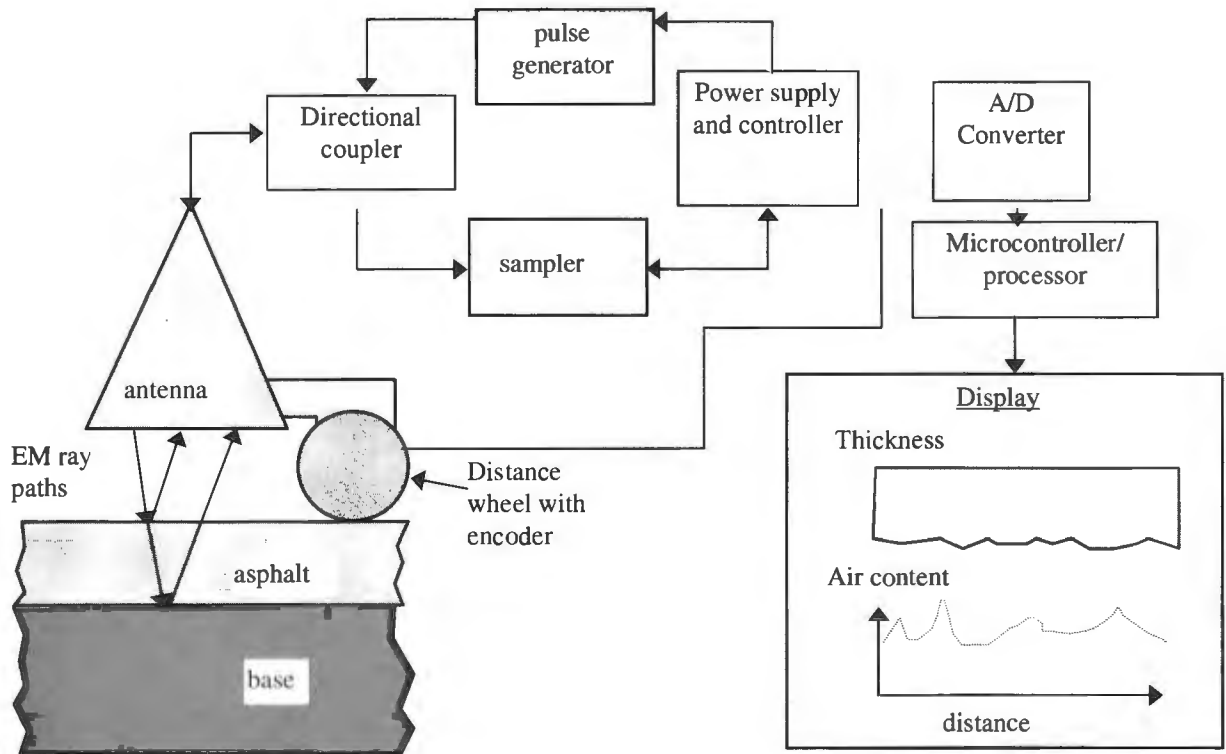 pulse
generator
Directional
coupler
Power supply
and controller
A/D
Converter
sampler
Microcontroller/
processor
antenna
EM ray
paths
Distance
wheel with
encoder
asphalt
base
Display
Thickness
Air content
distance